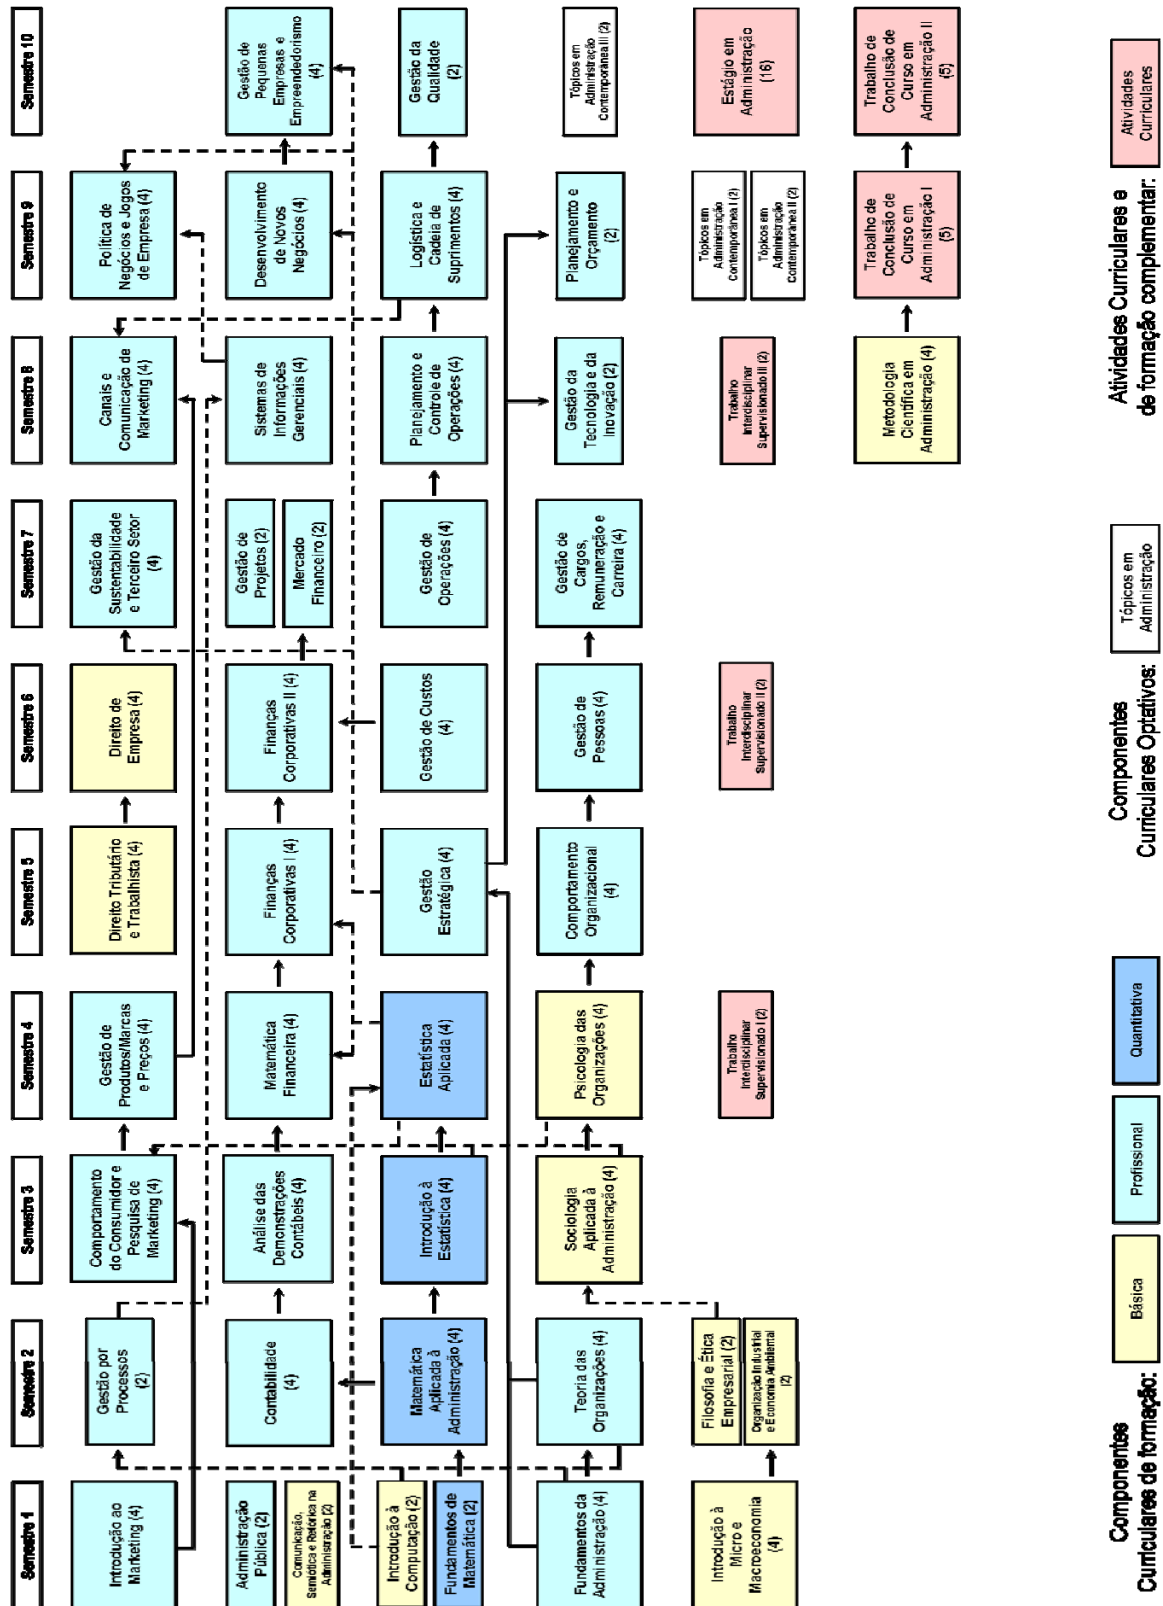 Semestre 1
Semestre 2
Semestre 3
Semestre 4
Semestre 5
Semestre 6
Semestre 7
Semestre 8
Semestre 9
Semestre 10
Introdução ao
Marketing (4)
Gestão por
Processos
(2)
Comportamento
do Consumidor e
Pesquisa de
Marketing (4)
Gestão de
Produtos/Marcas
e Preços (4)
Direito Tributário
e Trabalhista (4)
Direito de
Empresa (4)
Gestão da
Sustentabilidade
e Terceiro Setor
(4)
Canais e
Comunicação de
Marketing (4)
Política de
Negócios e Jogos
de Empresa (4)
Administração
Pública (2)
Comunicação,
Semiótica e Retórica na
Administração (2)
Contabilidade
(4)
Análise das
Demonstrações
Contábeis (4)
Matemática
Financeira (4)
Finanças
Corporativas I (4)
Finanças
Corporativas II (4)
Gestão de
Projetos (2)
Mercado
Financeiro (2)
Sistemas de
Informações
Gerenciais (4)
Desenvolvimento
de Novos
Negócios (4)
Gestão de
Pequenas
Empresas e
Empreendedorismo
(4)
Introdução à
Computação (2)
Fundamentos de
Matemática (2)
Matemática
Aplicada à
Administração (4)
Introdução à
Estatística (4)
Estatística
Aplicada (4)
Gestão
Estratégica (4)
Gestão de Custos
(4)
Gestão de
Operações (4)
Planejamento e
Controle de
Operações (4)
Logística e
Cadeia de
Suprimentos (4)
Gestão da
Qualidade
(2)
Fundamentos da
Administração (4)
Teoria das
Organizações (4)
Sociologia
Aplicada à
Administração (4)
Psicologia das
Organizações (4)
Comportamento
Organizacional
(4)
Gestão de
Pessoas (4)
Gestão de
Cargos,
Remuneração e
Carreira (4)
Gestão da
Tecnologia e da
Inovação (2)
Planejamento e
Orçamento
(2)
Tópicos em
Administração
Contemporânea III (2)
Introdução à
Micro e
Macroeconomia
(4)
Filosofia e Ética
Empresarial (2)
Organização Industrial
e Economia Ambiental
(2)
Trabalho
Interdisciplinar
Supervisionado I (2)
Trabalho
Interdisciplinar
Supervisionado II (2)
Trabalho
Interdisciplinar
Supervisionado III (2)
Tópicos em
Administração
Contemporânea I (2)
Tópicos em
Administração
Contemporânea II (2)
Estágio em
Administração
(16)
Metodologia
Científica em
Administração (4)
Trabalho de
Conclusão de
Curso em
Administração I
(5)
Trabalho de
Conclusão de
Curso em
Administração II
(5)
Componentes
Curriculares de formação:
Básica
Profissional
Quantitativa
Componentes
Curriculares Optativos:
Tópicos em
Administração
Atividades Curriculares e
de formação complementar:
Atividades
Curriculares